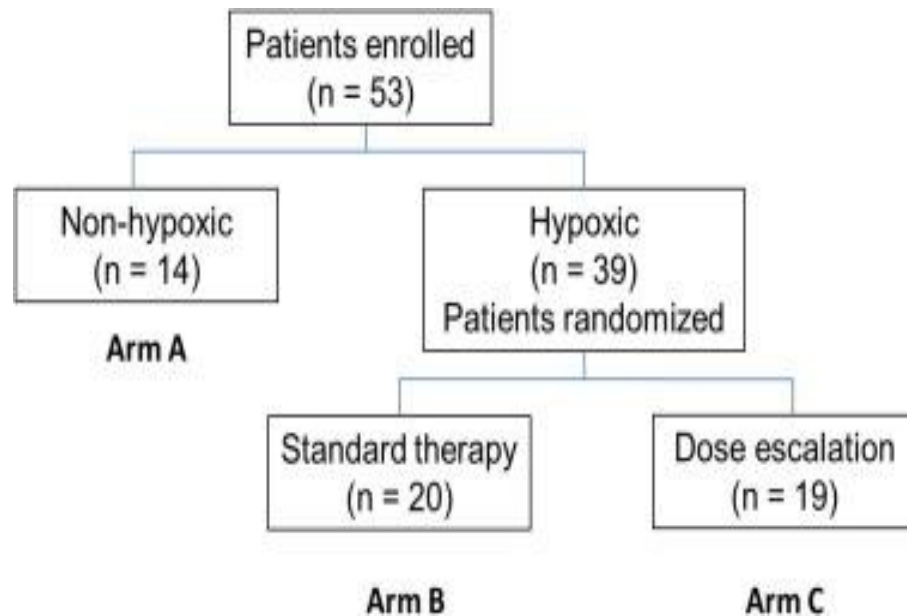 Patients enrolled
(n = 53)
Non-hypoxic
(n = 14)
Arm A
Hypoxic
(n = 39)
Patients randomized
Standard therapy
(n = 20)
Arm B
Dose escalation
(n = 19)
Arm C